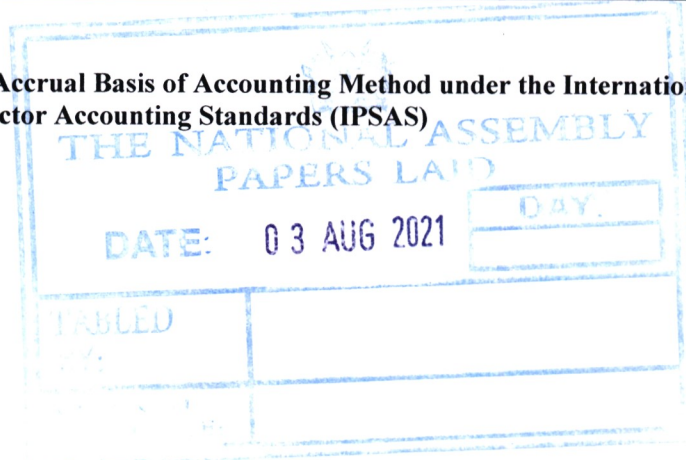 Accrual Basis of Accounting Method under the Internatio
ctor Accounting Standards (IPSAS)
THE NATIONAL ASSEMBLY
PAPERS LAID
DAY.
DATE: 03 AUG 2021
TABLED